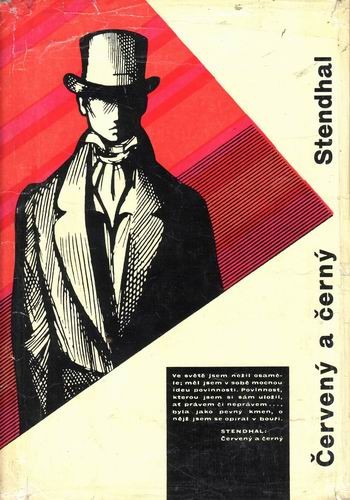 Stendhal
Červený a černý
Ve světě jsem nežil osamě-
le; měl jsem v sobě mocnou
ideu povinnosti. Povinnost,
kterou jsem si sám uložil,
ať právem či neprávem....
byla jako pevný kmen, o
nějž jsem se opíral v bouři.
STENDHAL:
Červený a černý